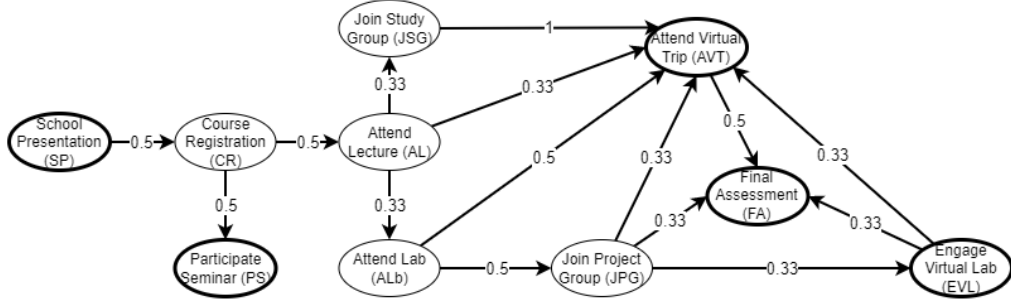 Join Study
Group (JSG)
1
Attend Virtual
Trip (AVT)
0.33
0.33
School
Presentation
(SP)
0.5
Course
Registration
(CR)
0.5
Attend
Lecture (AL)
0.5
0.5
0.33
0.33
Final
Assessment
(FA)
0.5
0.33
Participate
Seminar (PS)
Attend Lab
(ALb)
0.5
Join Project
Group (JPG)
0.33
0.33
0.33
Engage
Virtual Lab
(EVL)